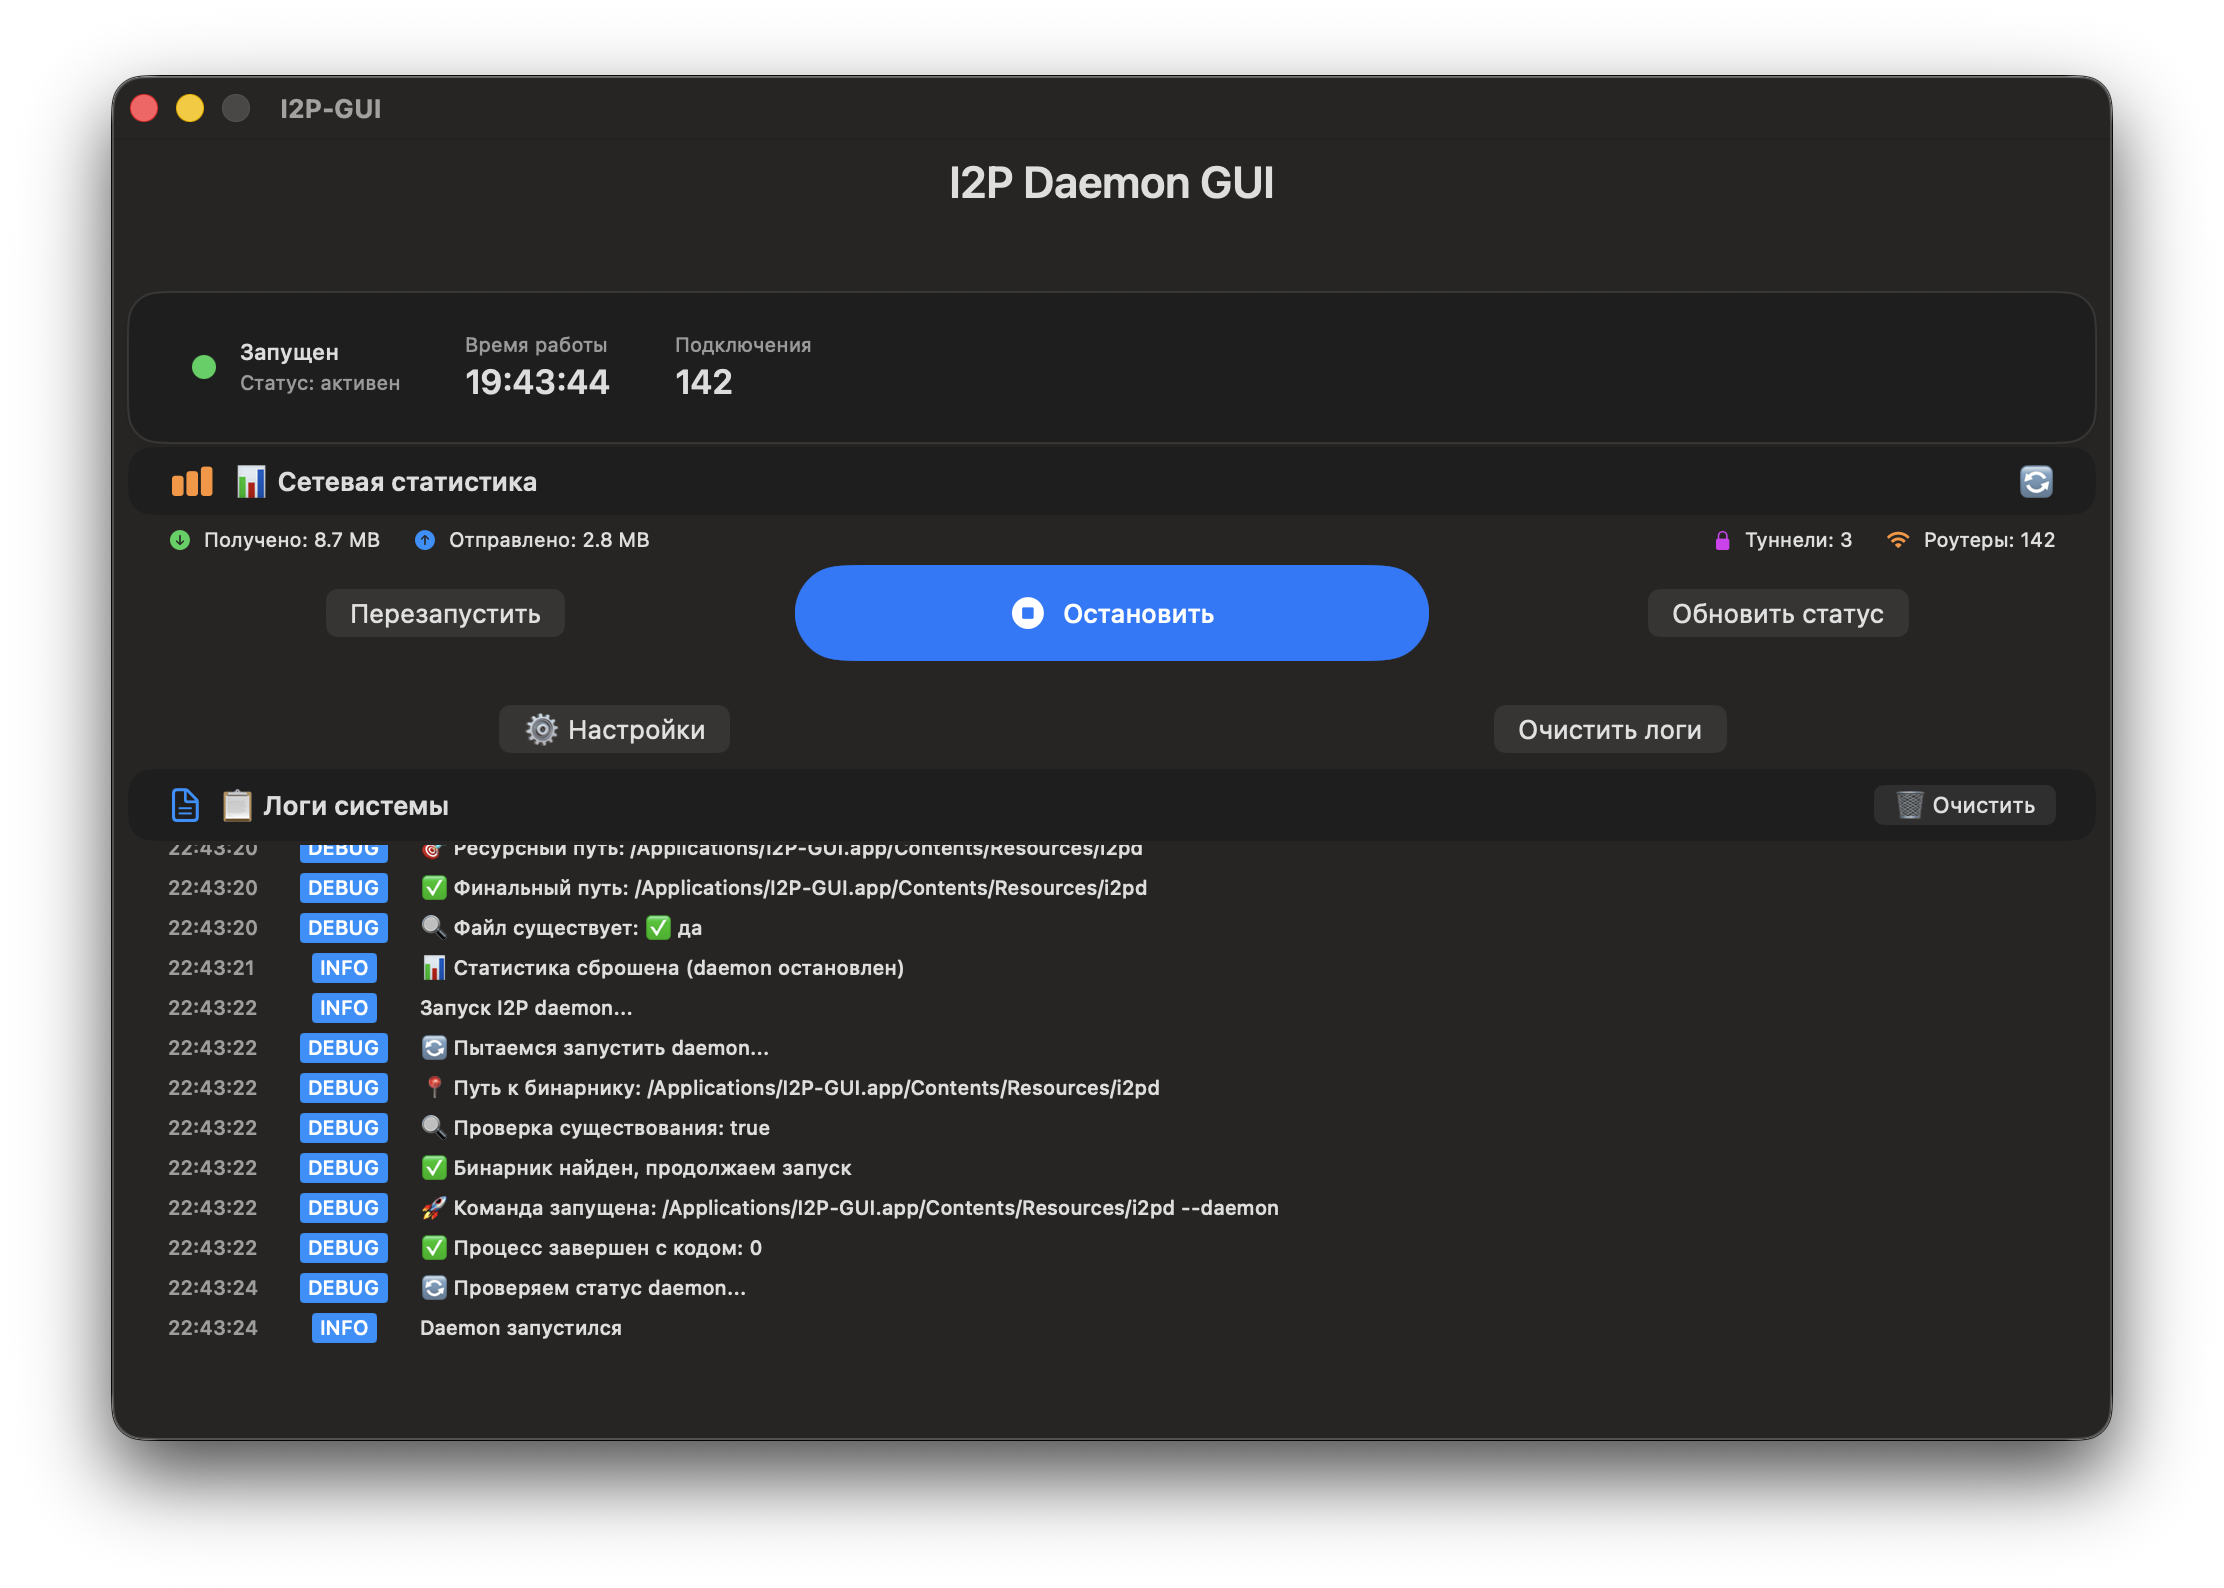 I2P-GUI
I2P Daemon GUI
Запущен
Статус: активен
Время работы
19:43:44
Подключения
142
📊 Сетевая статистика
Получено: 8.7 MB
Отправлено: 2.8 MB
Туннели: 3
Роутеры: 142
Перезапустить
Остановить
Обновить статус
⚙️ Настройки
Очистить логи
📋 Логи системы
🗑️ Очистить
22:43:20 DEBUG 🎯 Ресурсный путь: /Applications/I2P-GUI.app/Contents/Resources/i2pd
22:43:20 DEBUG ✅ Финальный путь: /Applications/I2P-GUI.app/Contents/Resources/i2pd
22:43:20 DEBUG 🔍 Файл существует: ✅ да
22:43:21 INFO 📊 Статистика сброшена (daemon остановлен)
22:43:22 INFO Запуск I2P daemon...
22:43:22 DEBUG 🔄 Пытаемся запустить daemon...
22:43:22 DEBUG 📍 Путь к бинарнику: /Applications/I2P-GUI.app/Contents/Resources/i2pd
22:43:22 DEBUG 🔍 Проверка существования: true
22:43:22 DEBUG ✅ Бинарник найден, продолжаем запуск
22:43:22 DEBUG 🚀 Команда запущена: /Applications/I2P-GUI.app/Contents/Resources/i2pd --daemon
22:43:22 DEBUG ✅ Процесс завершен с кодом: 0
22:43:24 DEBUG 🔄 Проверяем статус daemon...
22:43:24 INFO Daemon запустился